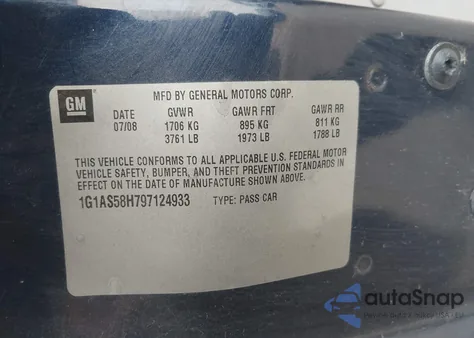 GM
MFD BY GENERAL MOTORS CORP.
DATE GVWR GAWR FRT GAWR RR
07/08 1706 KG 895 KG 811 KG
3761 LB 1973 LB 1788 LB
THIS VEHICLE CONFORMS TO ALL APPLICABLE U.S. FEDERAL MOTOR
VEHICLE SAFETY, BUMPER, AND THEFT PREVENTION STANDARDS IN
EFFECT ON THE DATE OF MANUFACTURE SHOWN ABOVE.
1G1AS58H797124933 TYPE: PASS CAR
autoSnap